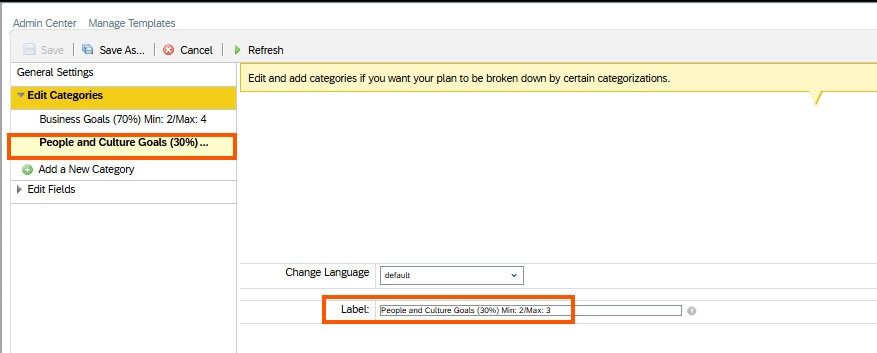 Admin Center Manage Templates
Save Save As... Cancel Refresh
General Settings
Edit Categories
Business Goals (70%) Min: 2/Max: 4
People and Culture Goals (30%)...
Add a New Category
Edit Fields
Edit and add categories if you want your plan to be broken down by certain categorizations.
Change Language default
Label: People and Culture Goals (30%) Min: 2/Max: 3 ?